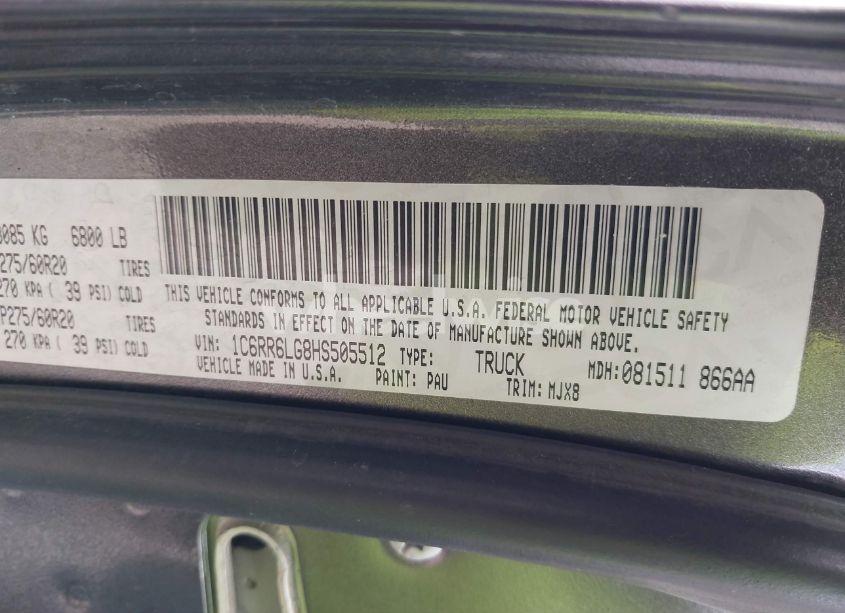 3085 KG 6800 LB
P275/60R20 TIRES
270 KPA ( 39 PSI) COLD
P275/60R20 TIRES
270 KPA ( 39 PSI) COLD
THIS VEHICLE CONFORMS TO ALL APPLICABLE U.S.A. FEDERAL MOTOR VEHICLE SAFETY
STANDARDS IN EFFECT ON THE DATE OF MANUFACTURE SHOWN ABOVE.
VIN: 1C6RR6LG8HS505512 TYPE: TRUCK MDH:081511 866AA
VEHICLE MADE IN U.S.A. PAINT: PAU TRIM: MJX8